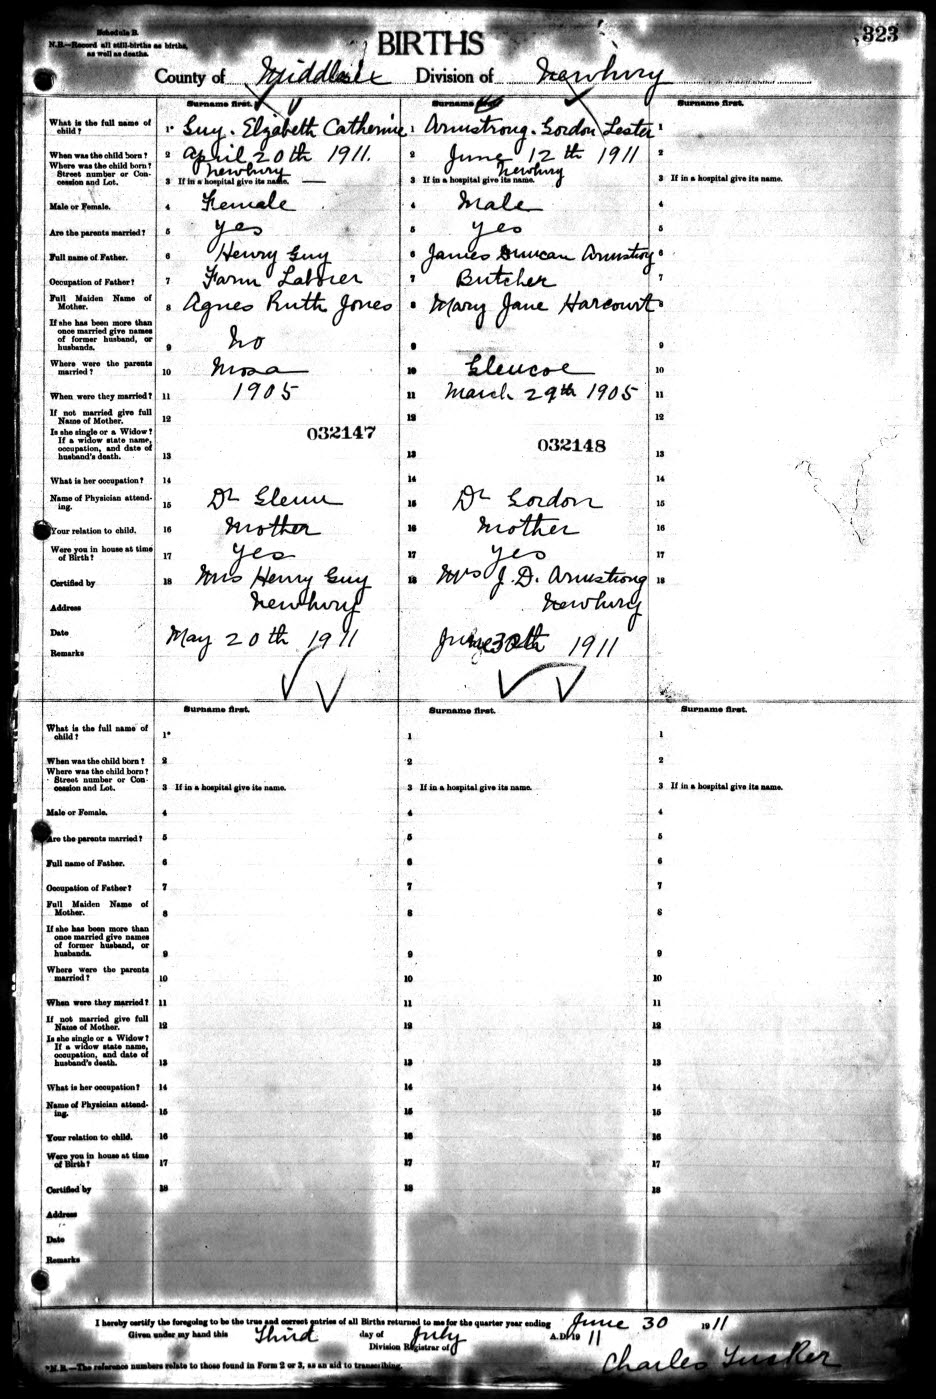 Schedule B.
N.B.—Record all still-births as births,
as well as deaths.
BIRTHS
323
County of Middlesex Division of Newbury
Surname first. Surname first. Surname first.
What is the full name of child? 1* Guy. Elizabeth Catherine 1 Armstrong. Gordon Lester 1
When was the child born? 2 April 20th 1911. 2 June 12th 1911 2
Where was the child born? Newbury Newbury
Street number or Concession and Lot. 3 If in a hospital give its name. — 3 If in a hospital give its name. 3 If in a hospital give its name.
Male or Female. 4 Female 4 Male 4
Are the parents married? 5 yes 5 yes 5
Full name of Father. 6 Henry Guy 6 James Duncan Armstrong 6
Occupation of Father? 7 Farm Laborer 7 Butcher 7
Full Maiden Name of Mother. 8 Agnes Ruth Jones 8 Mary Jane Harcourt 8
If she has been more than once married give names of former husband, or husbands. 9 No 9 9
Where were the parents married? 10 Mosa 10 Glencoe 10
When were they married? 11 1905 11 March 29th 1905 11
If not married give full Name of Mother. 12 12 12
Is she single or a Widow? If a widow state name, occupation, and date of husband's death. 13 032147 13 032148 13
What is her occupation? 14 14 14
Name of Physician attending. 15 Dr Glenn 15 Dr Gordon 15
Your relation to child. 16 Mother 16 Mother 16
Were you in house at time of Birth? 17 yes 17 yes 17
Certified by 18 Mrs Henry Guy 18 Mrs J. D. Armstrong 18
Address Newbury Newbury
Date May 20th 1911 June 30th 1911
Remarks
Surname first. Surname first. Surname first.
What is the full name of child? 1* 1 1
When was the child born? 2 2 2
Where was the child born?
Street number or Concession and Lot. 3 If in a hospital give its name. 3 If in a hospital give its name. 3 If in a hospital give its name.
Male or Female. 4 4 4
Are the parents married? 5 5 5
Full name of Father. 6 6 6
Occupation of Father? 7 7 7
Full Maiden Name of Mother. 8 8 8
If she has been more than once married give names of former husband, or husbands. 9 9 9
Where were the parents married? 10 10 10
When were they married? 11 11 11
If not married give full Name of Mother. 12 12 12
Is she single or a Widow? If a widow state name, occupation, and date of husband's death. 13 13 13
What is her occupation? 14 14 14
Name of Physician attending. 15 15 15
Your relation to child. 16 16 16
Were you in house at time of Birth? 17 17 17
Certified by 18 18 18
Address
Date
Remarks
I hereby certify the foregoing to be the true and correct entries of all Births returned to me for the quarter year ending June 30 1911
Given under my hand this Third day of July A.D. 1911
Division Registrar of
Charles Tucker
*N.B.—The reference numbers relate to those found in Form 2 or 3, as an aid to transcribing.